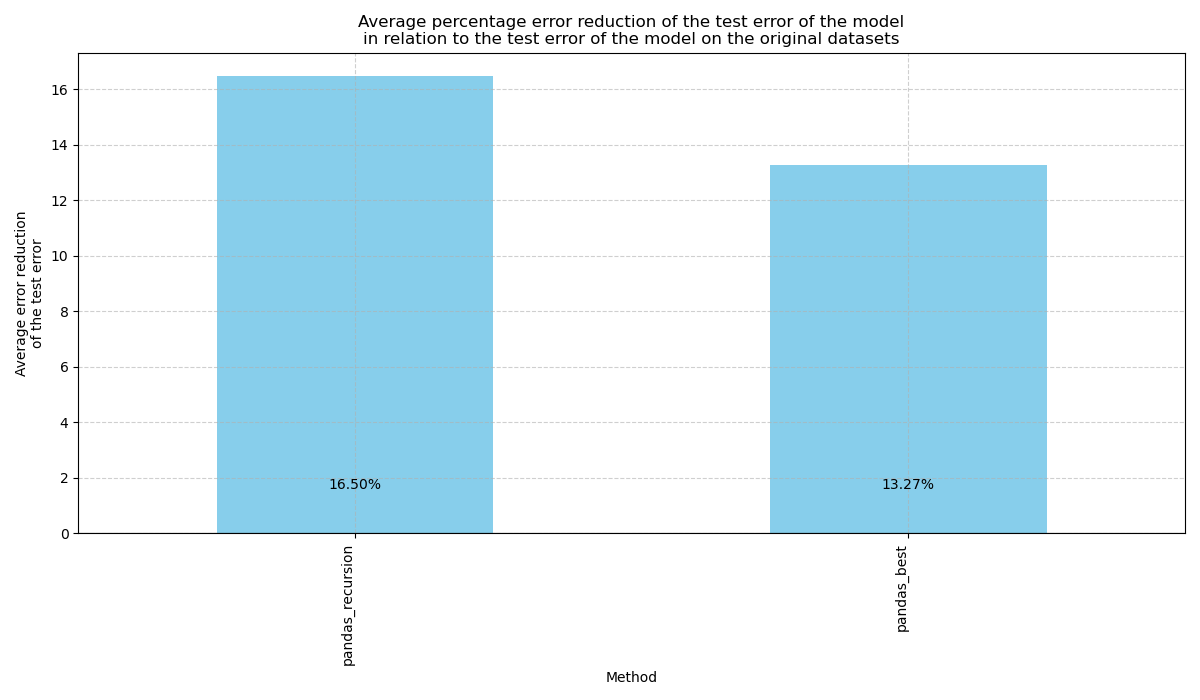 Average percentage error reduction of the test error of the model
in relation to the test error of the model on the original datasets
Average error reduction
of the test error
16
14
12
10
8
6
4
2
0
16.50%
13.27%
pandas_recursion
pandas_best
Method